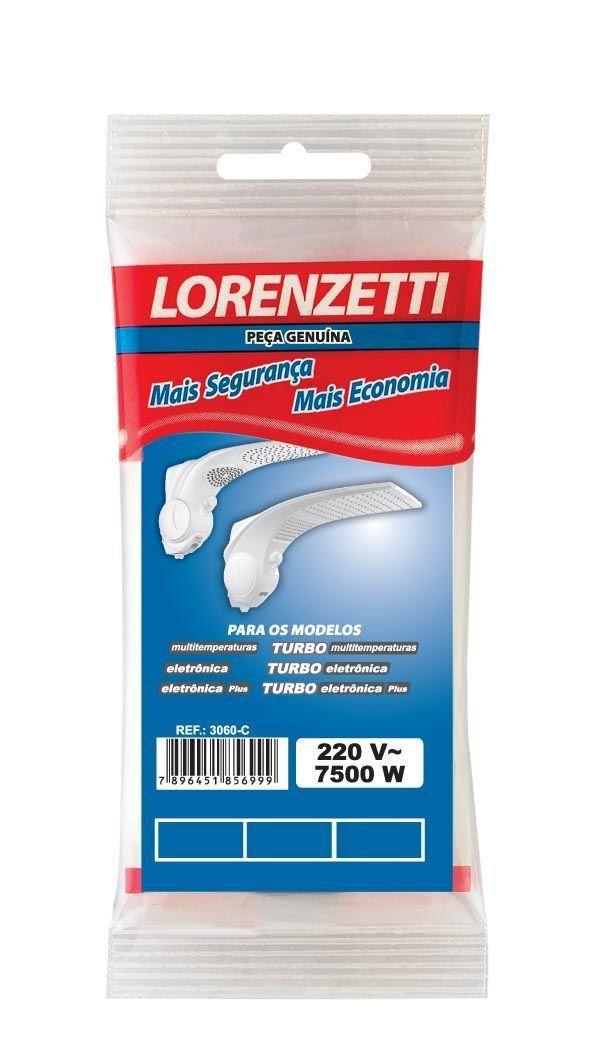 LORENZETTI
PEÇA GENUÍNA
Mais Segurança
Mais Economia
PARA OS MODELOS
multitemperaturas TURBO multitemperaturas
eletrônica TURBO eletrônica
eletrônica Plus TURBO eletrônica Plus
REF.: 3060-C
220 V~
7500 W
7 896451 856999